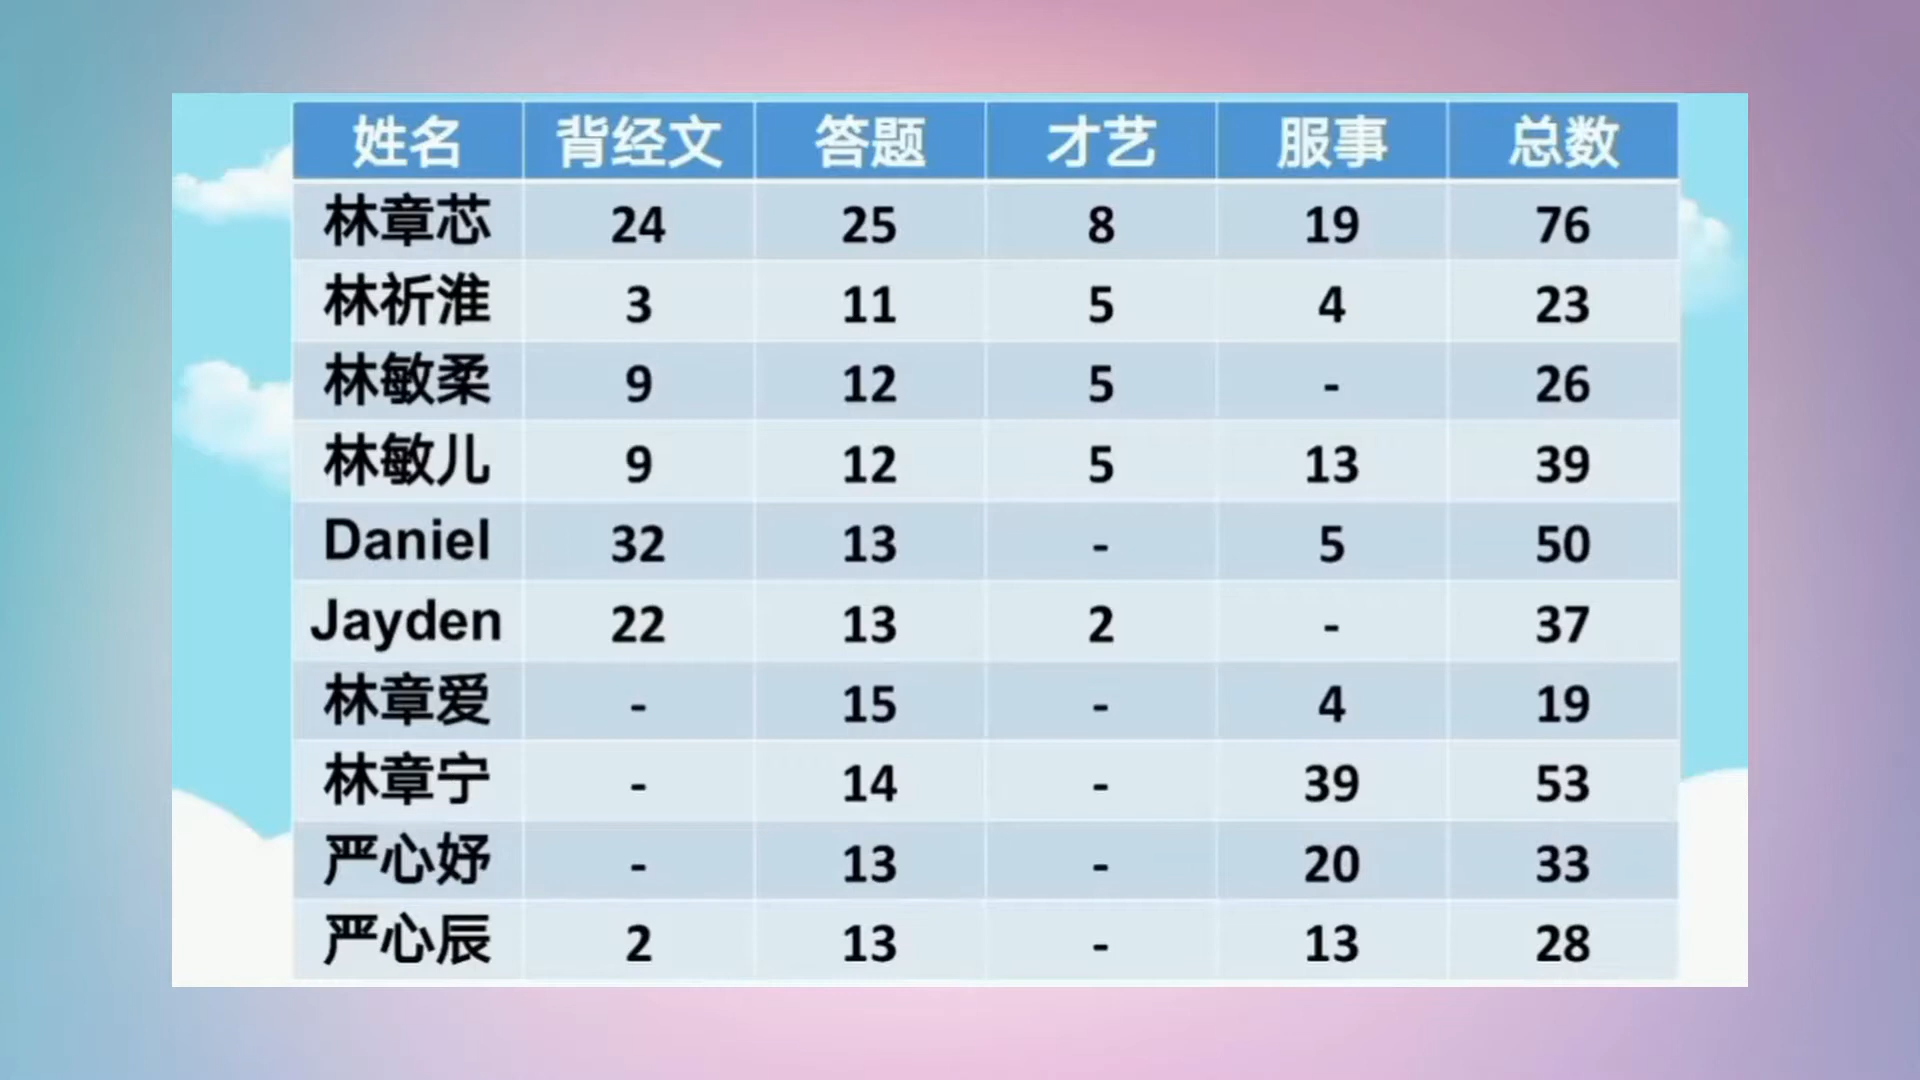 姓名 背经文 答题 才艺 服事 总数
林章芯 24 25 8 19 76
林祈淮 3 11 5 4 23
林敏柔 9 12 5 - 26
林敏儿 9 12 5 13 39
Daniel 32 13 - 5 50
Jayden 22 13 2 - 37
林章爱 - 15 - 4 19
林章宁 - 14 - 39 53
严心妤 - 13 - 20 33
严心辰 2 13 - 13 28